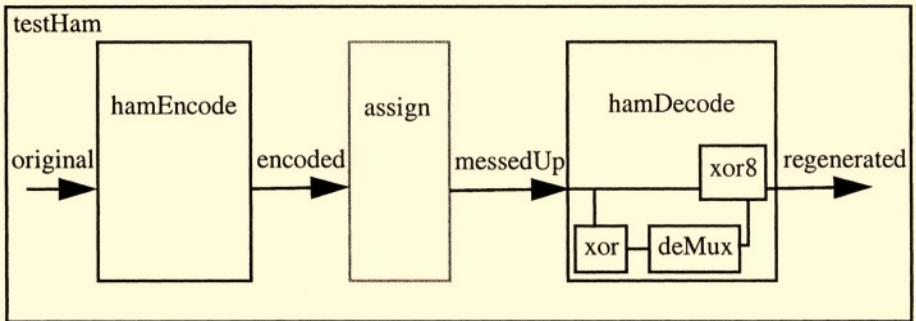 testHam
hamEncode
assign
hamDecode
original
encoded
messedUp
xor8
regenerated
xor
deMux